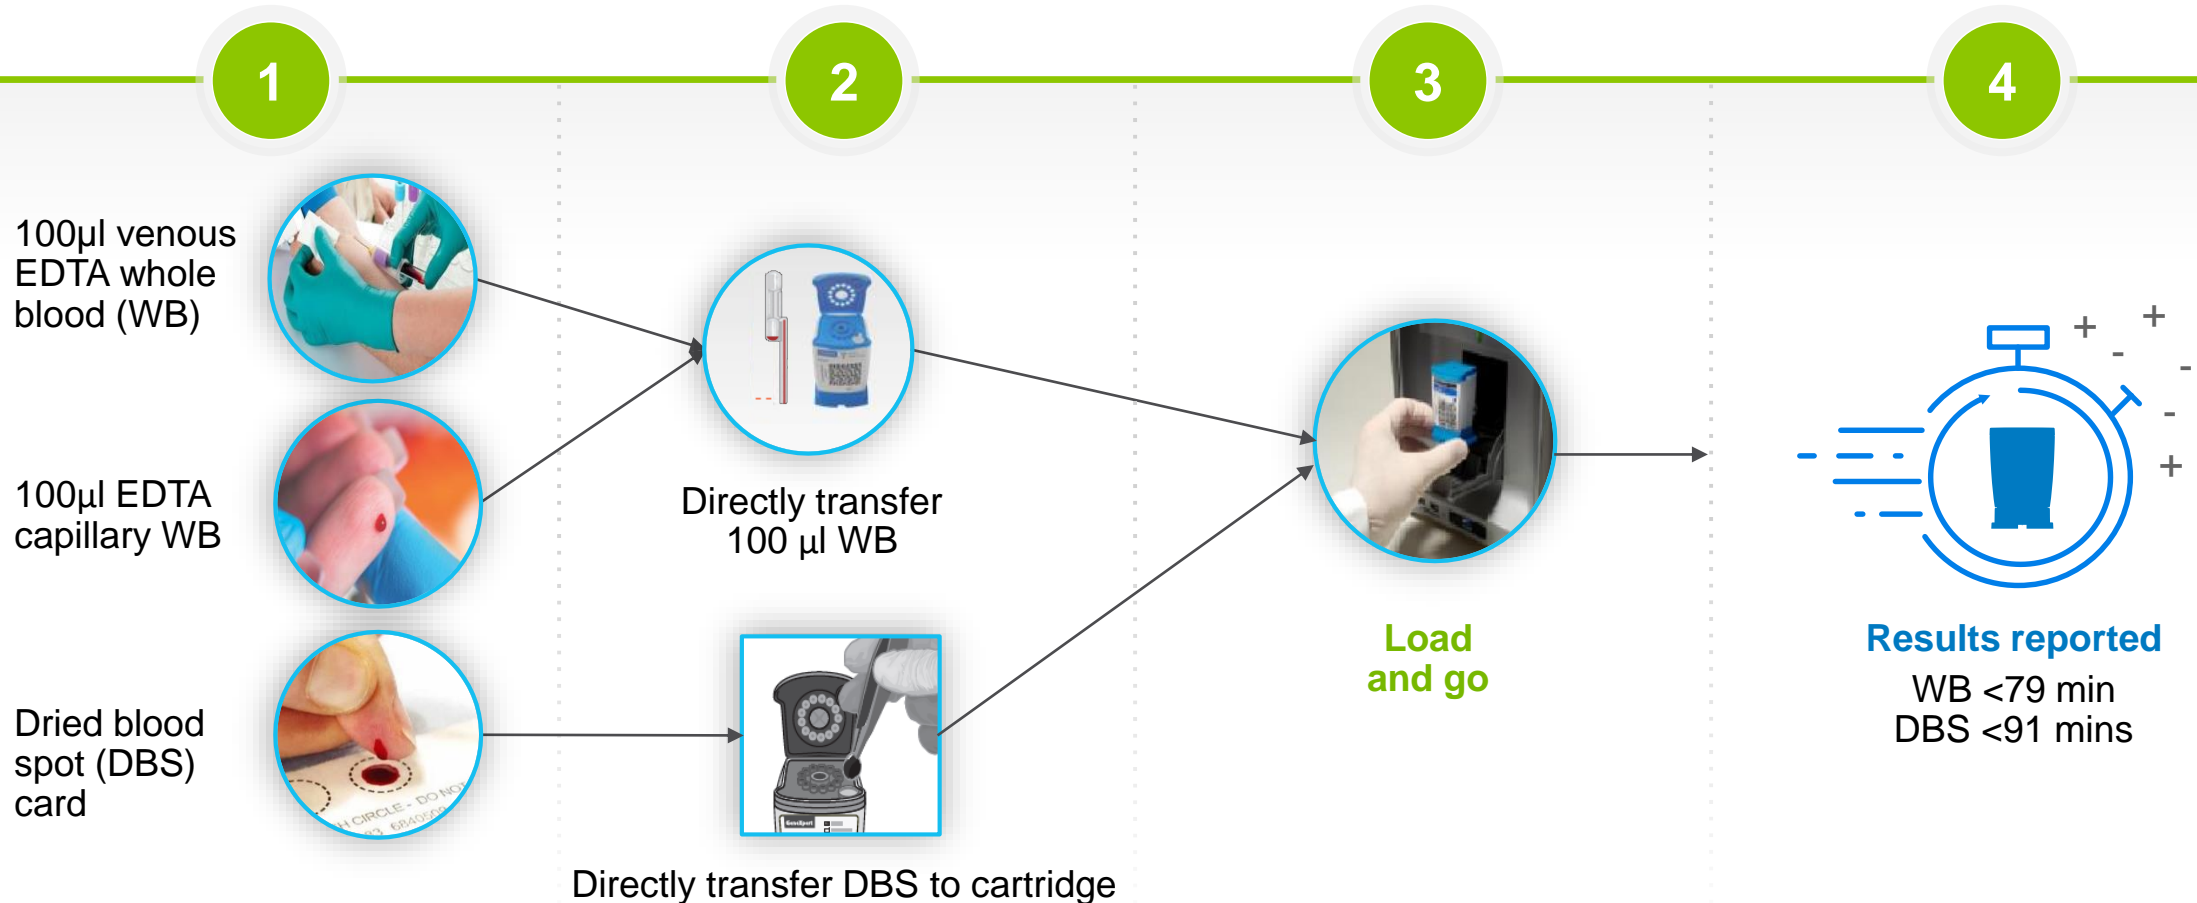 1
2
3
4
100µl venous
EDTA whole
blood (WB)
100µl EDTA
capillary WB
Dried blood
spot (DBS)
card
Directly transfer
100 µl WB
GeneXpert
Directly transfer DBS to cartridge
Load
and go
+
+
-
-
-
+
Results reported
WB <79 min
DBS <91 mins